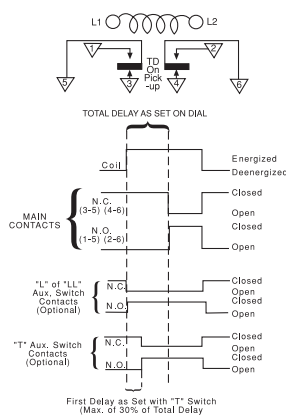 L1 L2
1 2
TD
On
Pick
-up
5 3 4 6
TOTAL DELAY AS SET ON DIAL
Coil
Energized
Deenergized
MAIN
CONTACTS
N.C.
(3-5) (4-6)
Closed
Open
N.O.
(1-5) (2-6)
Closed
Open
"L" of "LL"
Aux, Switch
Contacts
(Optional)
N.C.
Closed
Open
N.O.
Closed
Open
"T" Aux. Switch
Contacts
(Optional)
N.C.
Closed
Open
N.O.
Closed
Open
First Delay as Set with "T" Switch
(Max. of 30% of Total Delay